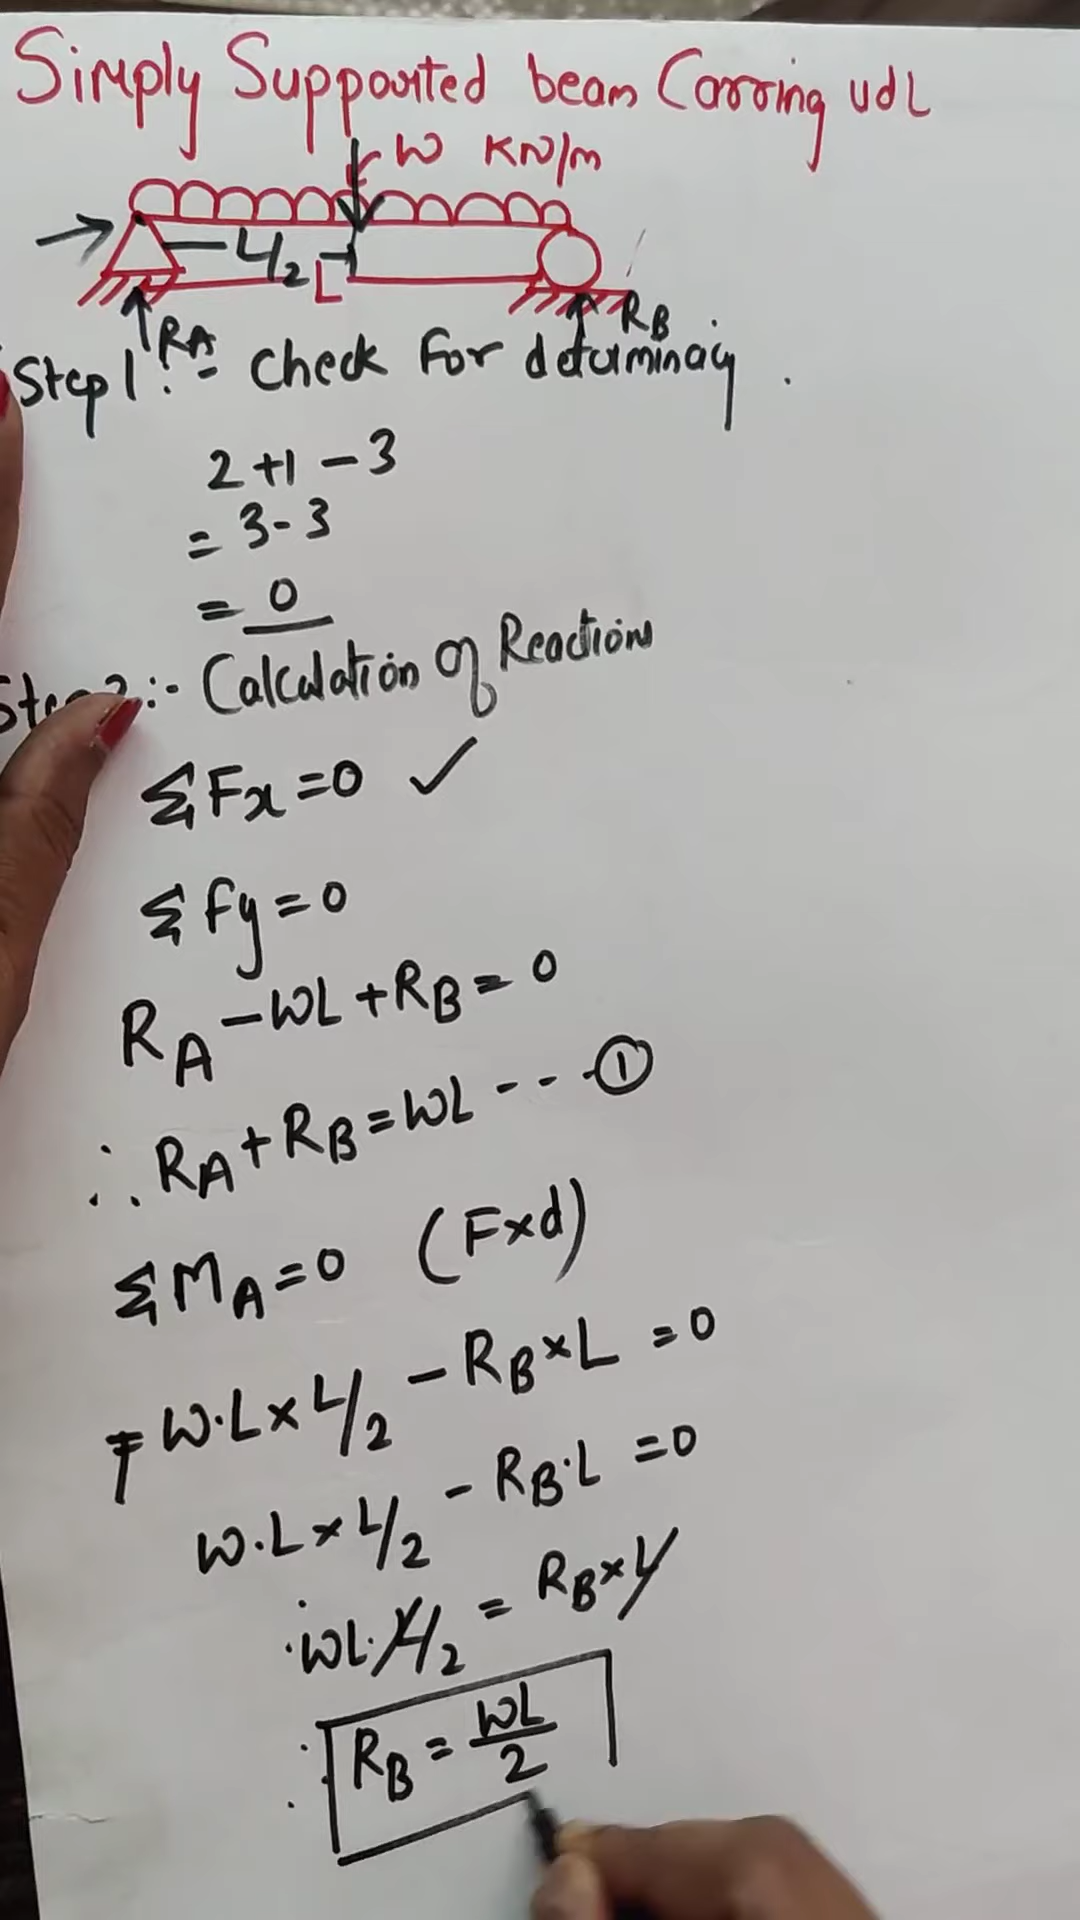 Simply Supported beam Carring udL
W KN/m
L/2
L
RA
RB
Step 1 :- Check For determinacy .
2+1-3
= 3-3
= 0
:- Calculation of Reactions
ΣFx=0 ✓
ΣFy=0
RA-WL+RB=0
∴ RA+RB=WL --- ①
ΣMA=0 (F×d)
W.L×L/2 - RB×L =0
W.L×L/2 - RB.L =0
WL.L/2 = RB×L
∴ RB = WL/2